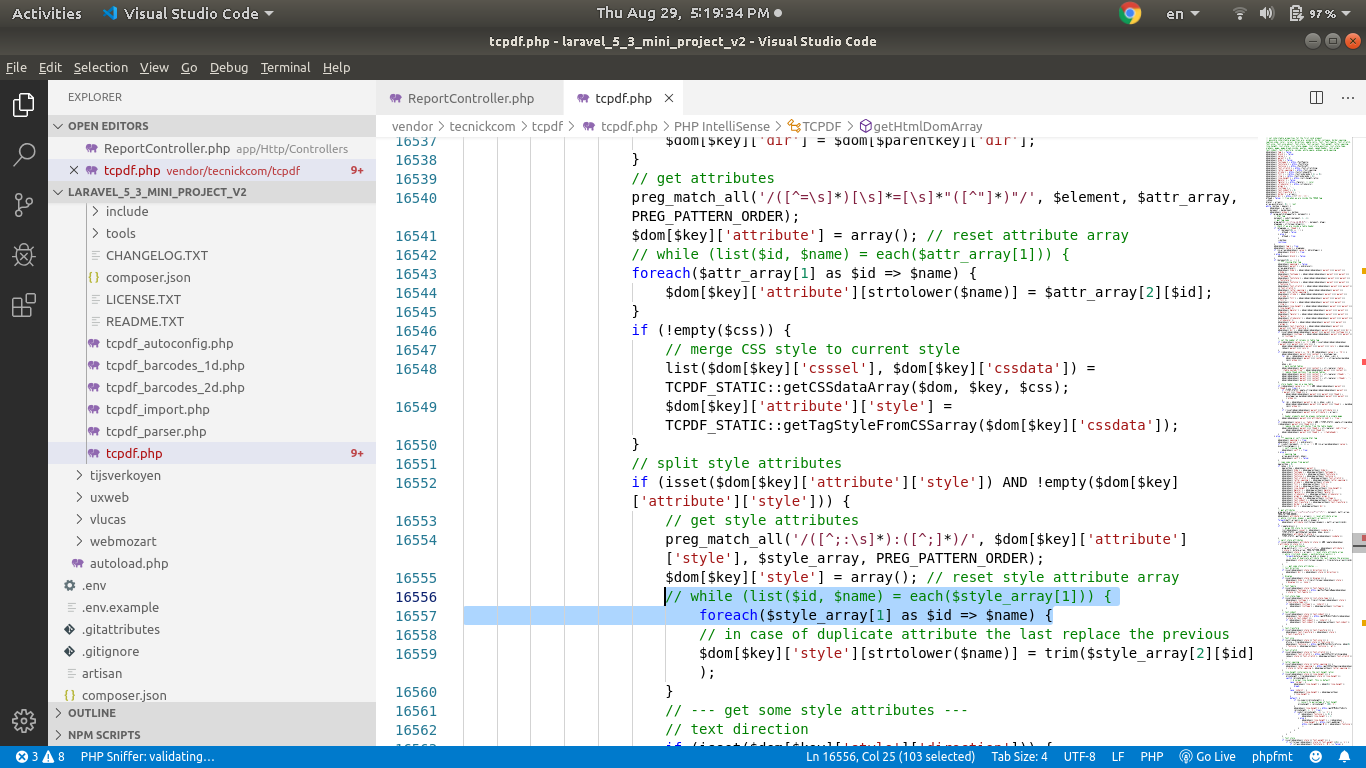 Activities Visual Studio Code Thu Aug 29, 5:19:34 PM en 97 %
tcpdf.php - laravel_5_3_mini_project_v2 - Visual Studio Code
File Edit Selection View Go Debug Terminal Help
EXPLORER
OPEN EDITORS
ReportController.php app/Http/Controllers
tcpdf.php vendor/tecnickcom/tcpdf 9+
LARAVEL_5_3_MINI_PROJECT_V2
include
tools
CHANGELOG.TXT
composer.json
LICENSE.TXT
README.TXT
tcpdf_autoconfig.php
tcpdf_barcodes_1d.php
tcpdf_barcodes_2d.php
tcpdf_import.php
tcpdf_parser.php
tcpdf.php 9+
tijsverkoyen
uxweb
vlucas
webmozart
autoload.php
.env
.env.example
.gitattributes
.gitignore
artisan
composer.json
OUTLINE
NPM SCRIPTS
ReportController.php tcpdf.php
vendor > tecnickcom > tcpdf > tcpdf.php > PHP IntelliSense > TCPDF > getHtmlDomArray
16537 $dom[$key]['dir'] = $dom[$parentkey]['dir'];
16538 }
16539 // get attributes
16540 preg_match_all('/([^=\s]*)[\s]*=[\s]*"([^"]*)"/', $element, $attr_array,
PREG_PATTERN_ORDER);
16541 $dom[$key]['attribute'] = array(); // reset attribute array
16542 // while (list($id, $name) = each($attr_array[1])) {
16543 foreach($attr_array[1] as $id => $name) {
16544 $dom[$key]['attribute'][strtolower($name)] = $attr_array[2][$id];
16545 }
16546 if (!empty($css)) {
16547 // merge CSS style to current style
16548 list($dom[$key]['csssel'], $dom[$key]['cssdata']) =
TCPDF_STATIC::getCSSdataArray($dom, $key, $css);
16549 $dom[$key]['attribute']['style'] =
TCPDF_STATIC::getTagStyleFromCSSarray($dom[$key]['cssdata']);
16550 }
16551 // split style attributes
16552 if (isset($dom[$key]['attribute']['style']) AND !empty($dom[$key]
['attribute']['style'])) {
16553 // get style attributes
16554 preg_match_all('/([^;:\s]*):([^;]*)/', $dom[$key]['attribute']
['style'], $style_array, PREG_PATTERN_ORDER);
16555 $dom[$key]['style'] = array(); // reset style attribute array
16556 // while (list($id, $name) = each($style_array[1])) {
16557 foreach($style_array[1] as $id => $name) {
16558 // in case of duplicate attribute the last replace the previous
16559 $dom[$key]['style'][strtolower($name)] = trim($style_array[2][$id]
);
16560 }
16561 // --- get some style attributes ---
16562 // text direction
16563 if (isset($dom[$key]['style']['direction'])) {
3 8 PHP Sniffer: validating... Ln 16556, Col 25 (103 selected) Tab Size: 4 UTF-8 LF PHP Go Live phpfmt